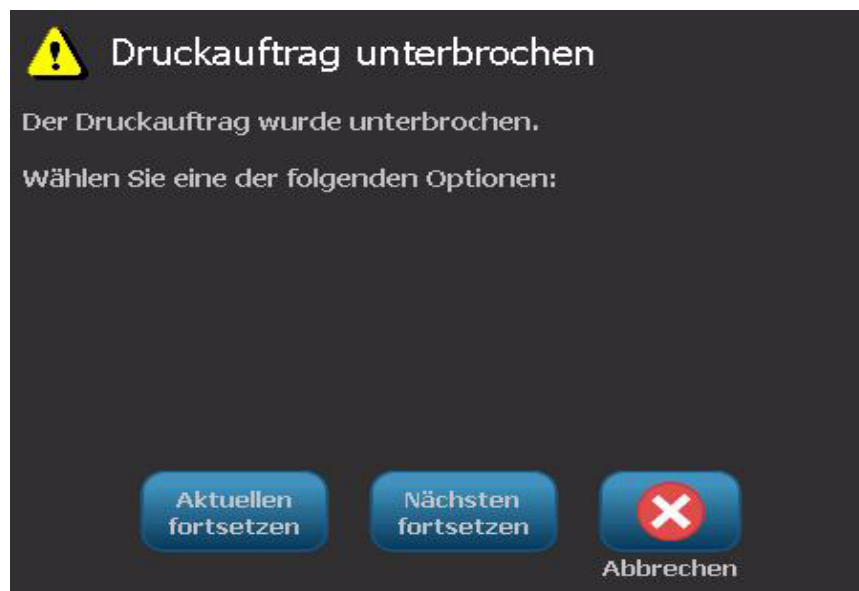 Druckauftrag unterbrochen
Der Druckauftrag wurde unterbrochen.
Wählen Sie eine der folgenden Optionen:
Aktuellen
fortsetzen
Nächsten
fortsetzen
Abbrechen